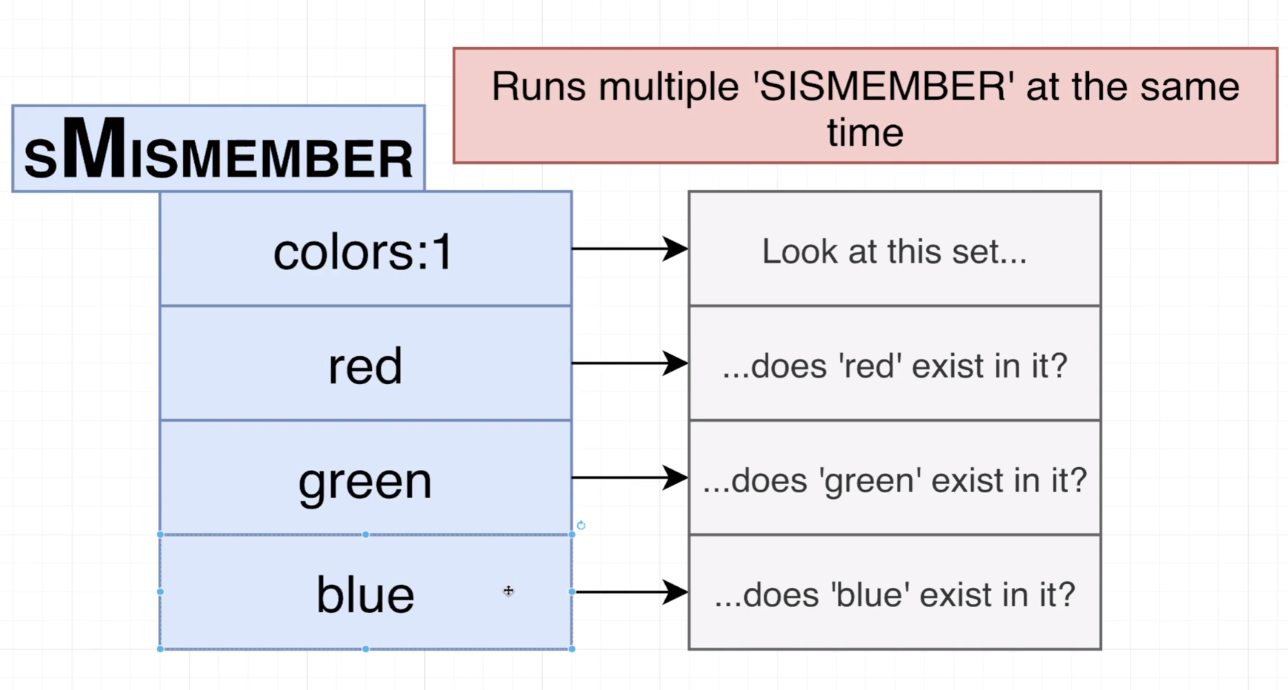 Runs multiple 'SISMEMBER' at the same
time
sMISMEMBER
colors:1
Look at this set...
red
...does 'red' exist in it?
green
...does 'green' exist in it?
blue
...does 'blue' exist in it?